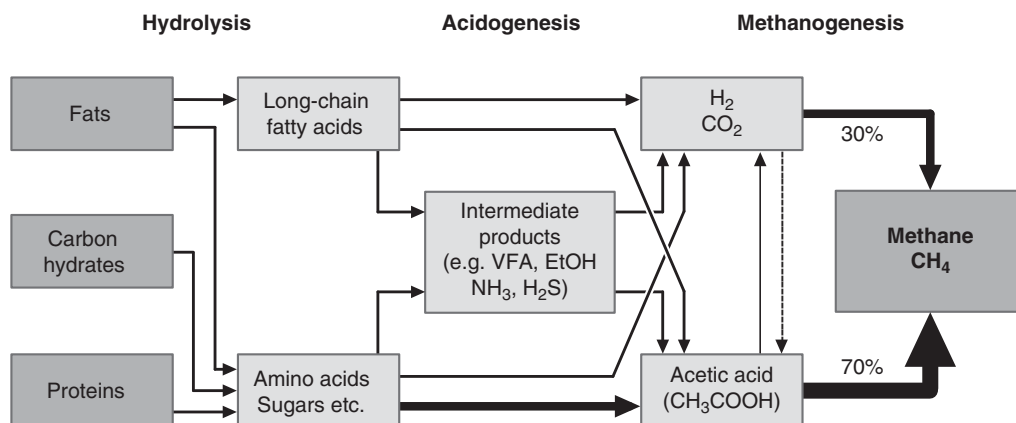 Hydrolysis
Acidogenesis
Methanogenesis
Fats
Long-chain
fatty acids
H₂
CO₂
30%
Carbon
hydrates
Intermediate
products
(e.g. VFA, EtOH
NH₃, H₂S)
Methane
CH₄
Proteins
Amino acids
Sugars etc.
Acetic acid
(CH₃COOH)
70%